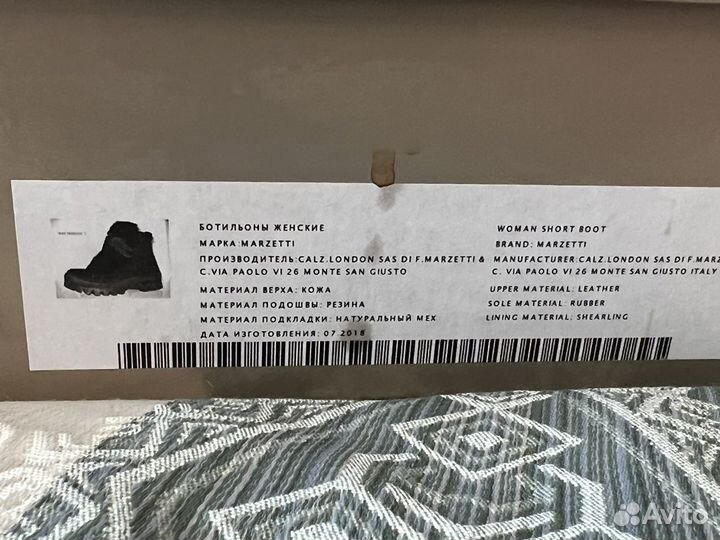 БОТИЛЬОНЫ ЖЕНСКИЕ
МАРКА:MARZETTI
ПРОИЗВОДИТЕЛЬ:CALZ.LONDON SAS DI F.MARZETTI &
C.VIA PAOLO VI 26 MONTE SAN GIUSTO
МАТЕРИАЛ ВЕРХА: КОЖА
МАТЕРИАЛ ПОДОШВЫ: РЕЗИНА
МАТЕРИАЛ ПОДКЛАДКИ: НАТУРАЛЬНЫЙ МЕХ
ДАТА ИЗГОТОВЛЕНИЯ: 07.2018
WOMAN SHORT BOOT
BRAND: MARZETTI
MANUFACTURER:CALZ.LONDON SAS DI F.MARZ
C. VIA PAOLO VI 26 MONTE SAN GIUSTO ITALY
UPPER MATERIAL: LEATHER
SOLE MATERIAL: RUBBER
LINING MATERIAL: SHEARLING
Avito